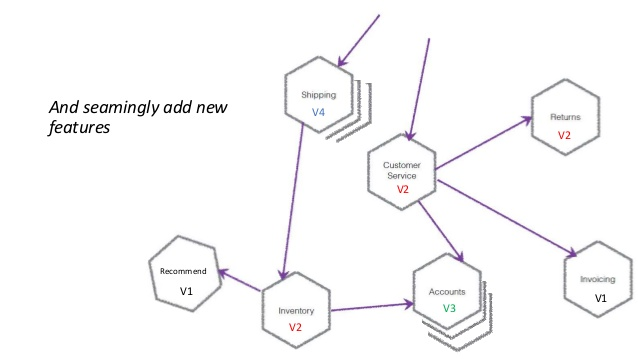 And seamingly add new
features
Shipping
V4
Returns
V2
Customer
Service
V2
Recommend
V1
Inventory
V2
Accounts
V3
Invoicing
V1